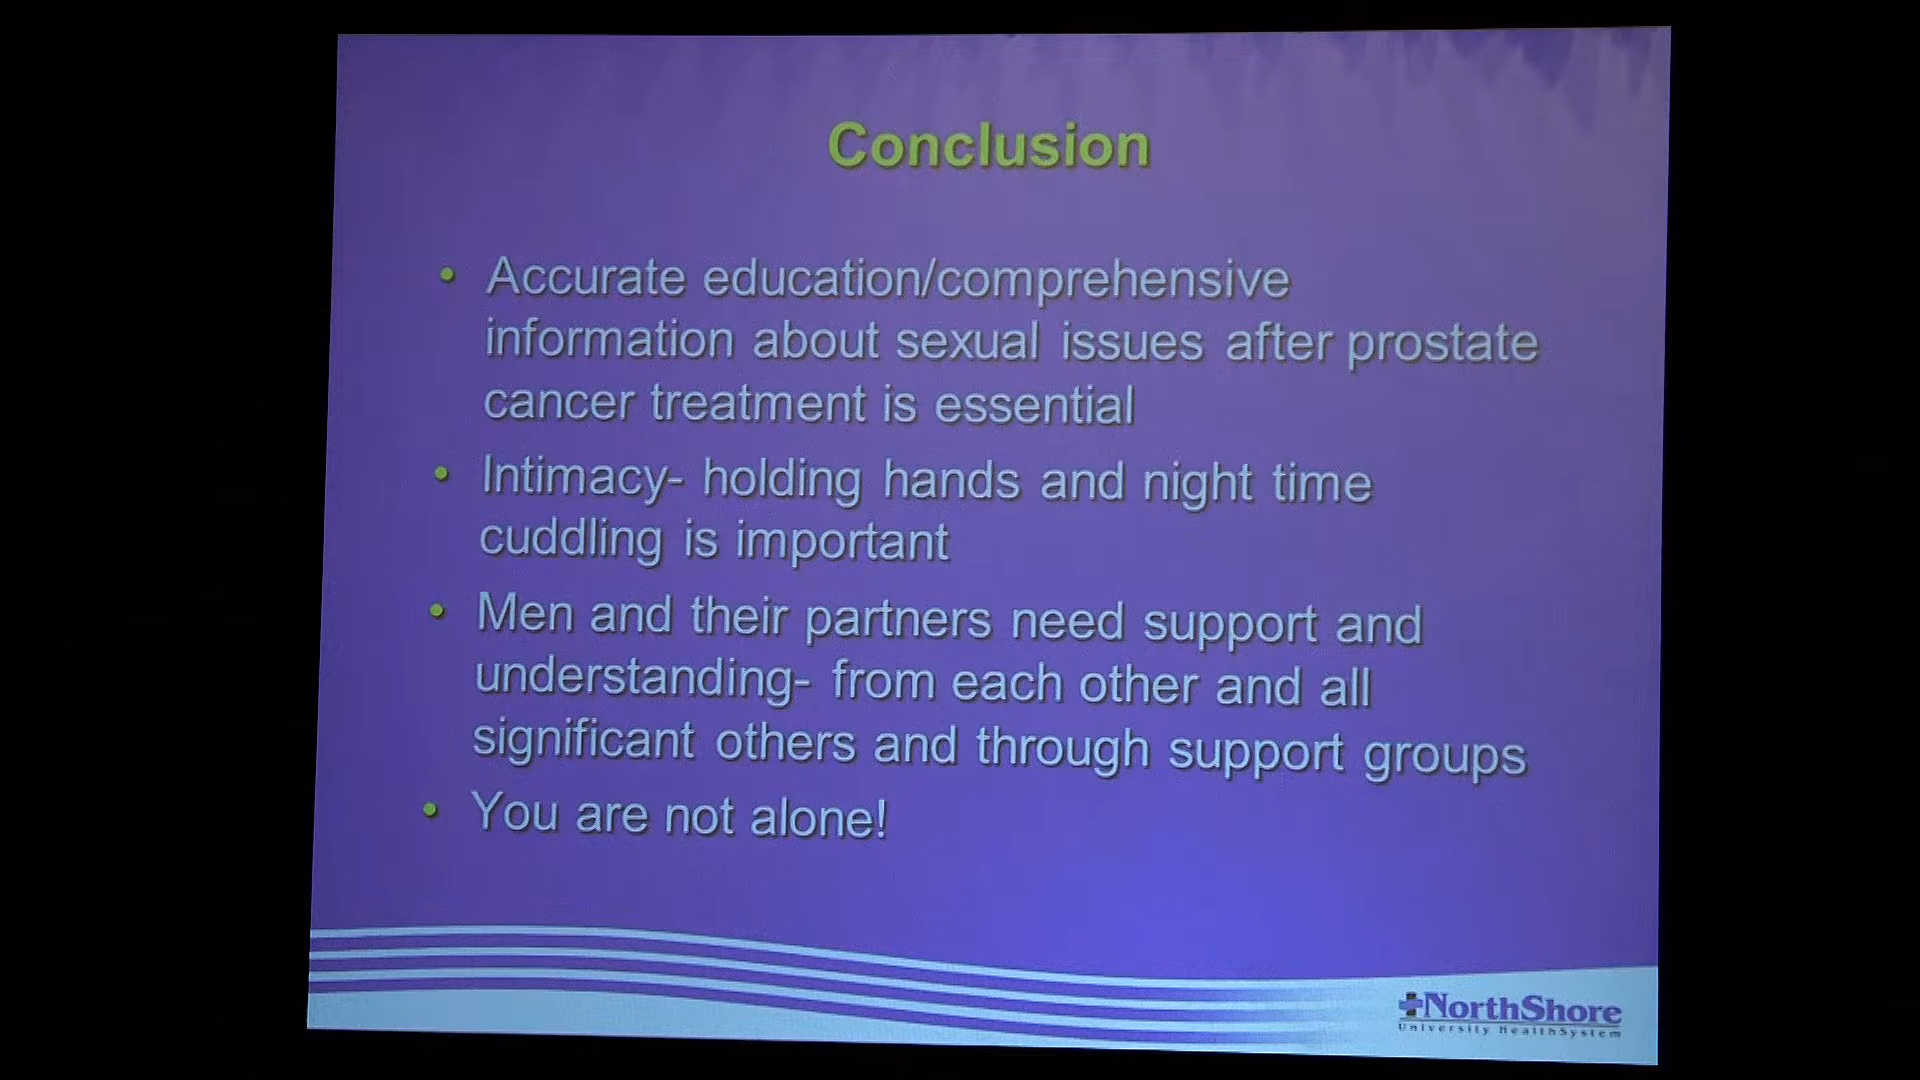 Conclusion
• Accurate education/comprehensive
information about sexual issues after prostate
cancer treatment is essential
• Intimacy- holding hands and night time
cuddling is important
• Men and their partners need support and
understanding- from each other and all
significant others and through support groups
• You are not alone!
NorthShore
University HealthSystem